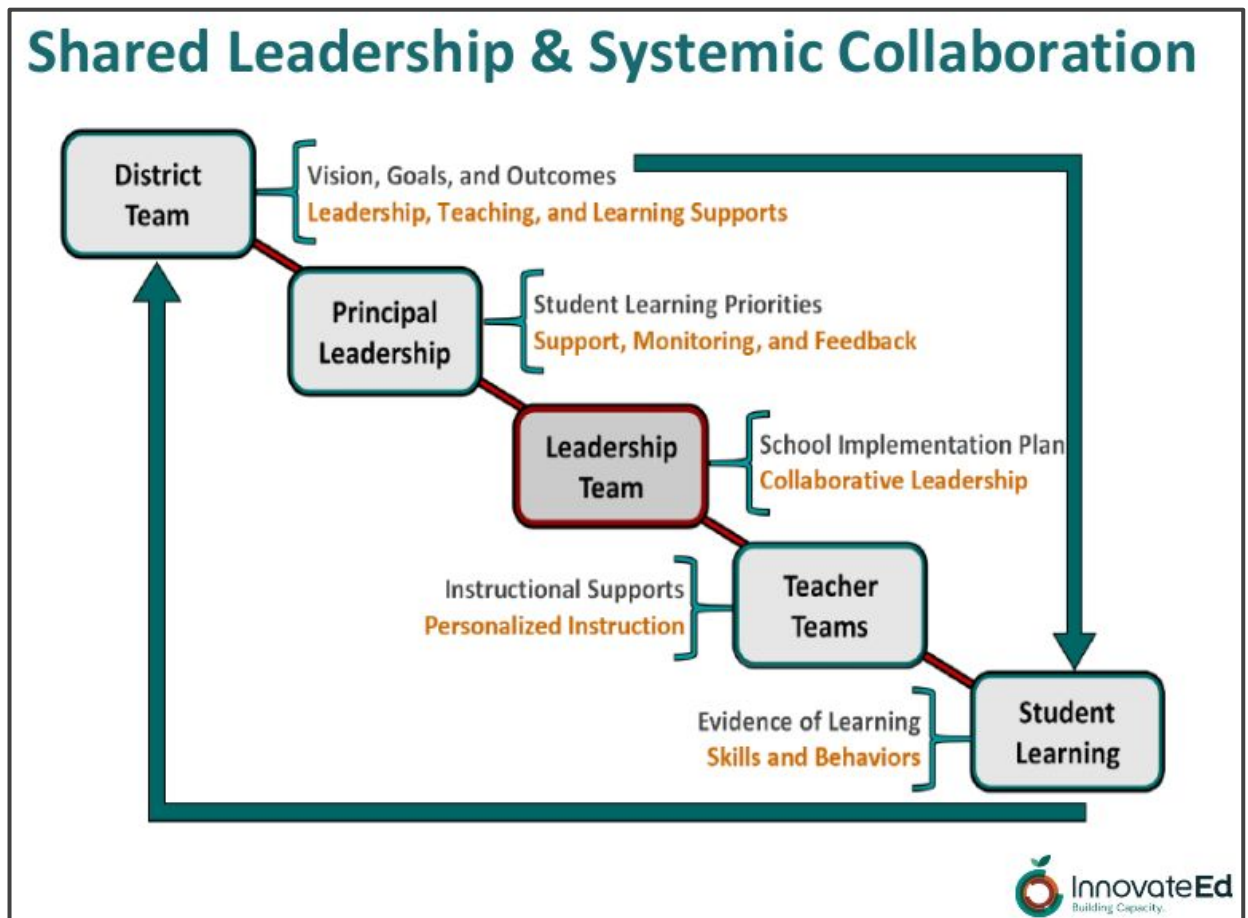 Shared Leadership & Systemic Collaboration
District
Team
Vision, Goals, and Outcomes
Leadership, Teaching, and Learning Supports
Principal
Leadership
Student Learning Priorities
Support, Monitoring, and Feedback
Leadership
Team
School Implementation Plan
Collaborative Leadership
Instructional Supports
Personalized Instruction
Teacher
Teams
Evidence of Learning
Skills and Behaviors
Student
Learning
InnovateEd
Building Capacity.